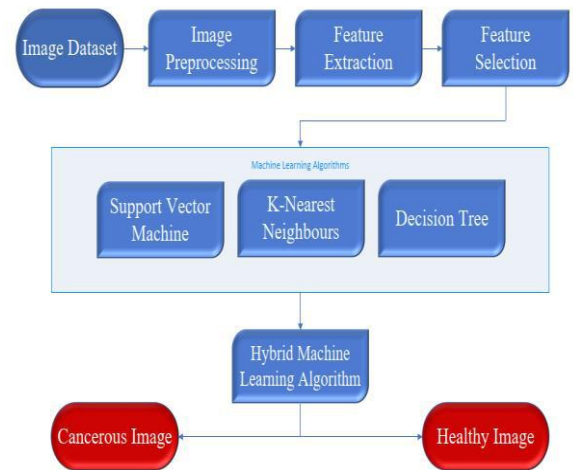 Image Dataset
Image
Preprocessing
Feature
Extraction
Feature
Selection
Machine Learning Algorithms
Support Vector
Machine
K-Nearest
Neighbours
Decision Tree
Hybrid Machine
Learning Algorithm
Cancerous Image
Healthy Image